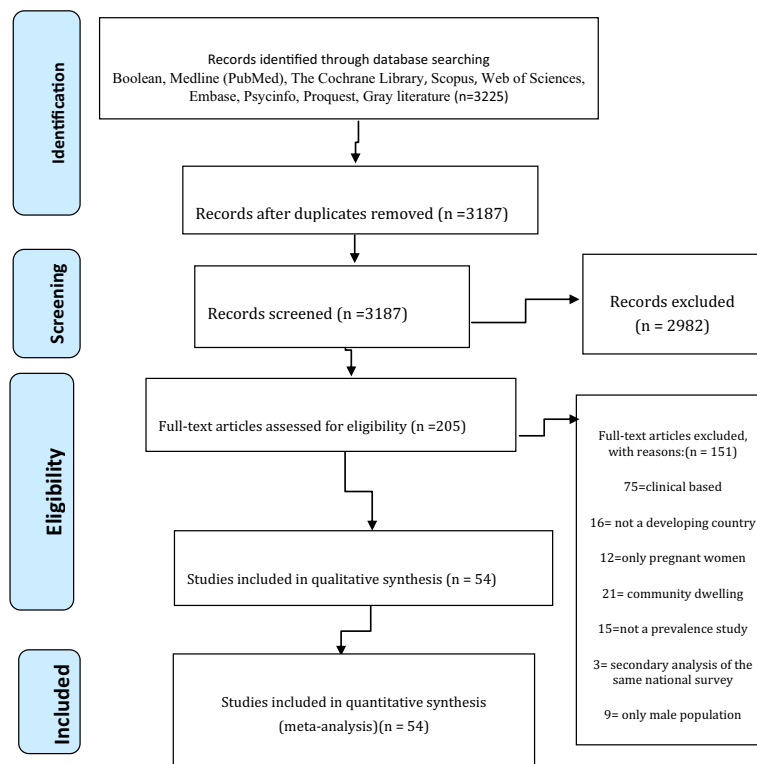 Identification
Records identified through database searching
Boolean, Medline (PubMed), The Cochrane Library, Scopus, Web of Sciences,
Embase, Psycinfo, Proquest, Gray literature (n=3225)
Records after duplicates removed (n =3187)
Screening
Records screened (n =3187)
Records excluded
(n = 2982)
Eligibility
Full-text articles assessed for eligibility (n =205)
Full-text articles excluded,
with reasons:(n = 151)
75=clinical based
16= not a developing country
12=only pregnant women
21= community dwelling
15=not a prevalence study
3= secondary analysis of the
same national survey
9= only male population
Studies included in qualitative synthesis (n = 54)
Included
Studies included in quantitative synthesis
(meta-analysis)(n = 54)